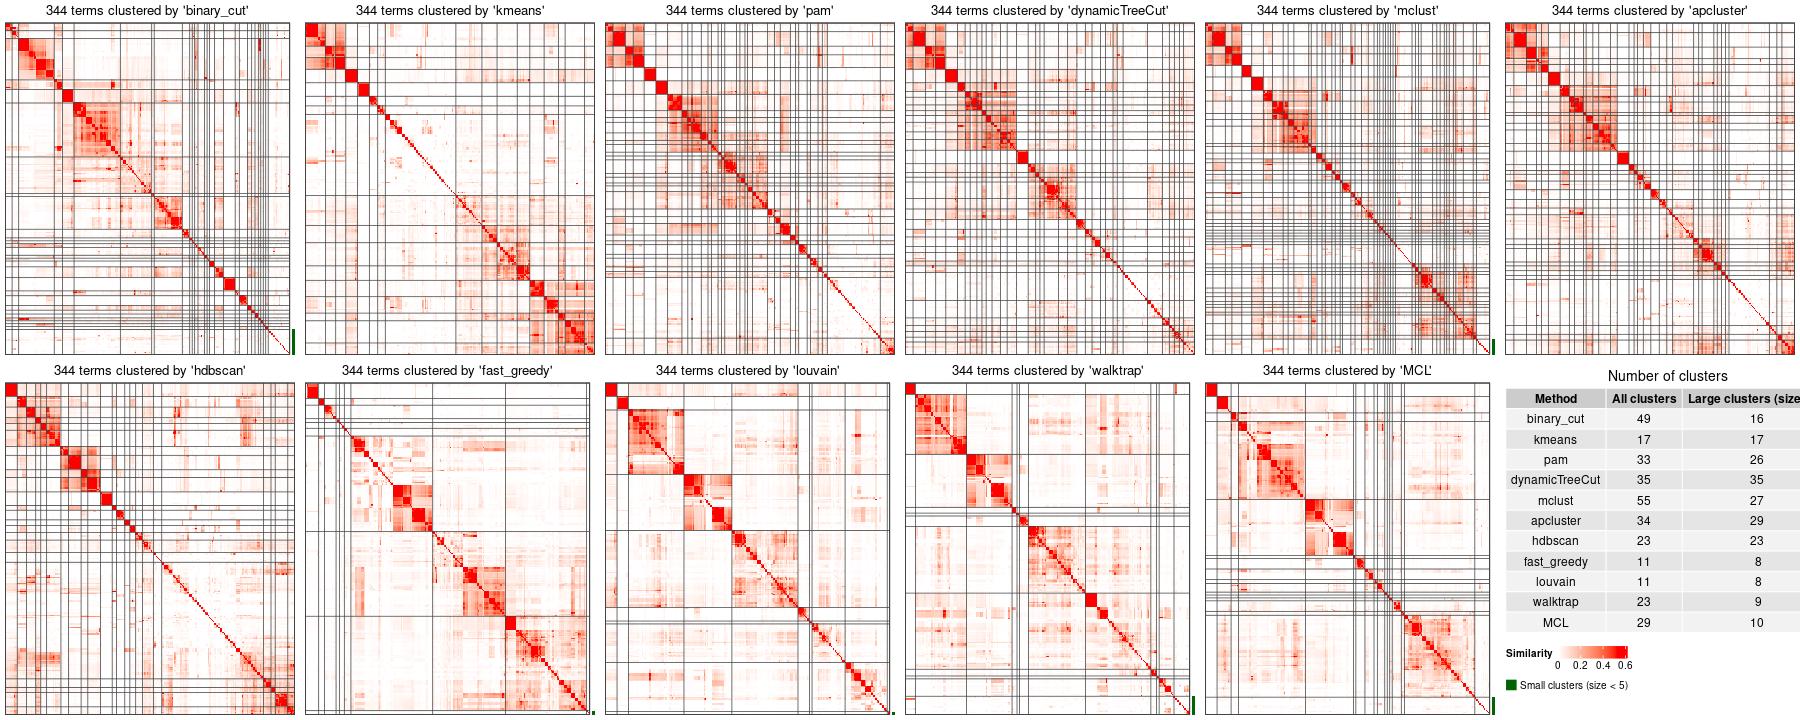 344 terms clustered by 'binary_cut'
344 terms clustered by 'kmeans'
344 terms clustered by 'pam'
344 terms clustered by 'dynamicTreeCut'
344 terms clustered by 'mclust'
344 terms clustered by 'apcluster'
344 terms clustered by 'hdbscan'
344 terms clustered by 'fast_greedy'
344 terms clustered by 'louvain'
344 terms clustered by 'walktrap'
344 terms clustered by 'MCL'
Number of clusters
Method All clusters Large clusters (size
binary_cut 49 16
kmeans 17 17
pam 33 26
dynamicTreeCut 35 35
mclust 55 27
apcluster 34 29
hdbscan 23 23
fast_greedy 11 8
louvain 11 8
walktrap 23 9
MCL 29 10
Similarity
0 0.2 0.4 0.6
Small clusters (size < 5)